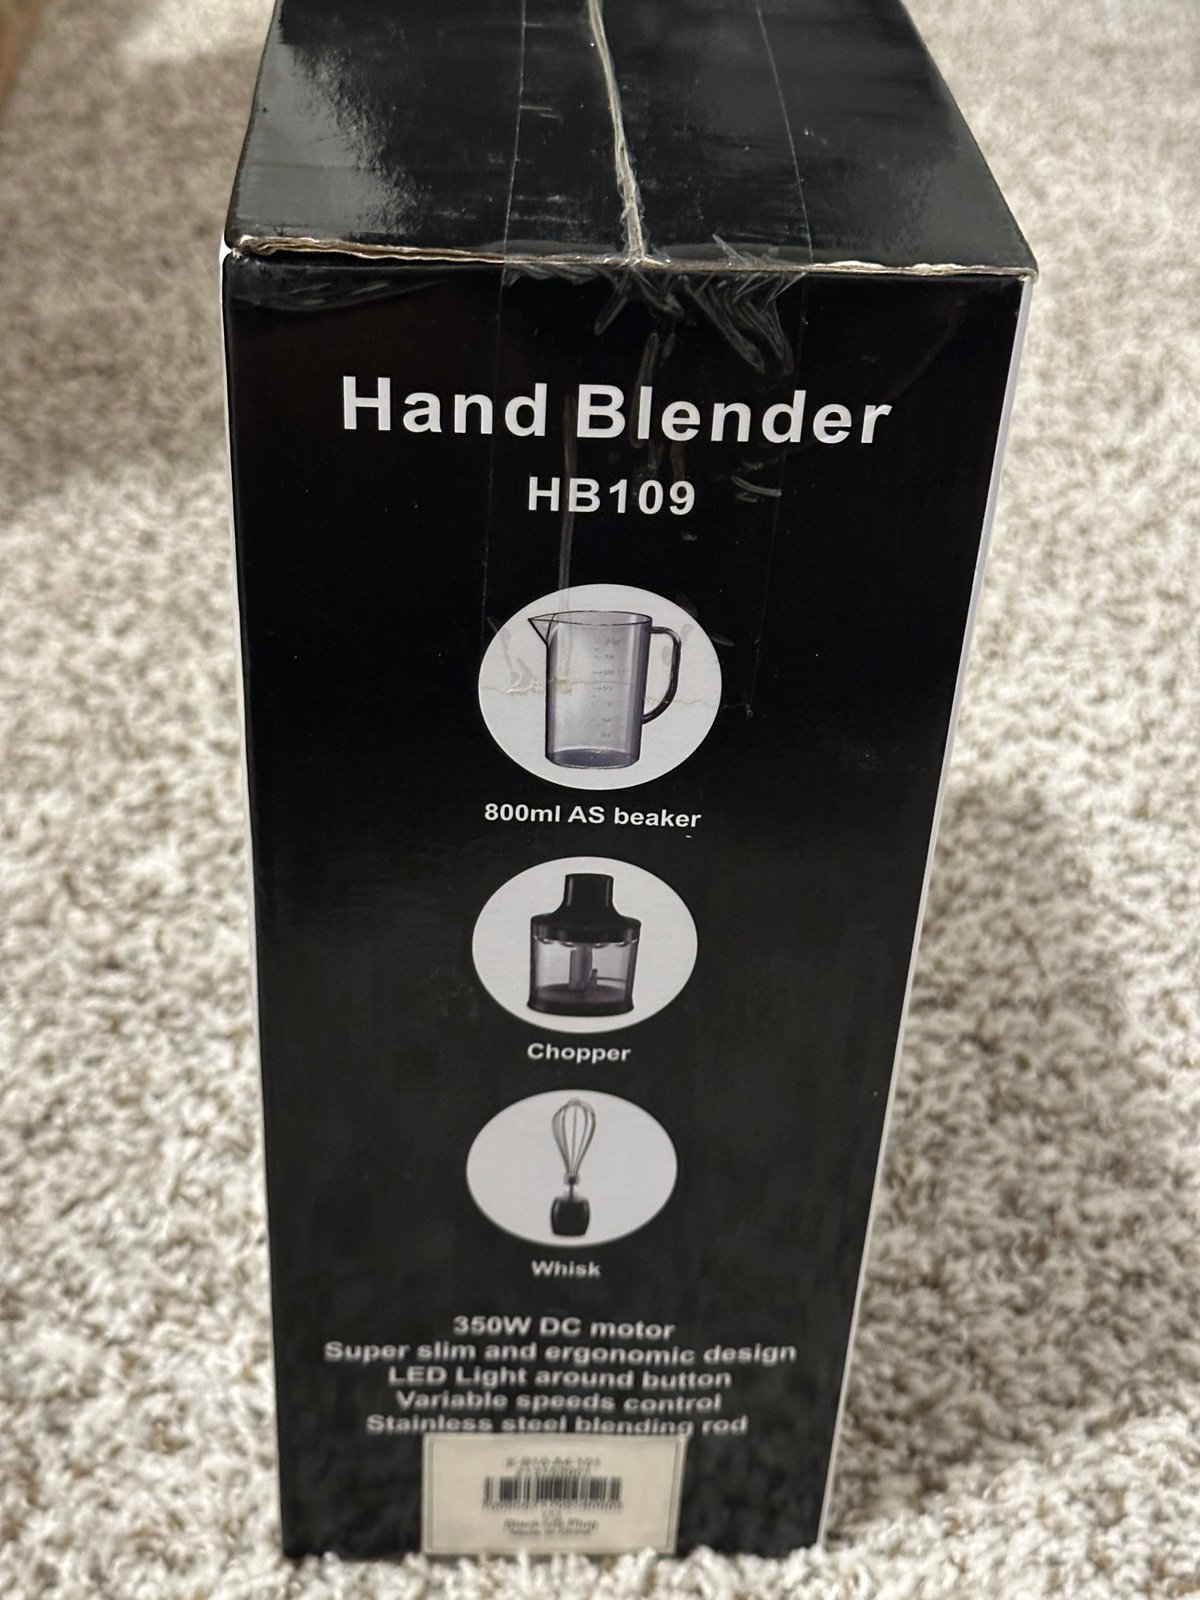 Hand Blender
HB109
800ml AS beaker
Chopper
Whisk
350W DC motor
Super slim and ergonomic design
LED Light around button
Variable speeds control
Stainless steel blending rod